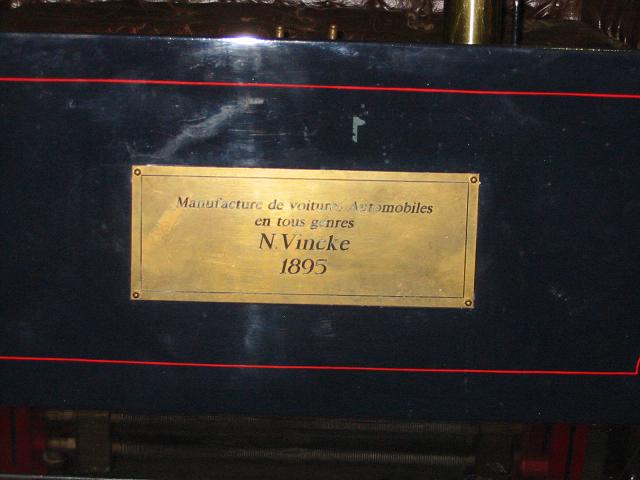 Manufacture de voitures Automobiles
en tous genres
N. Vincke
1895